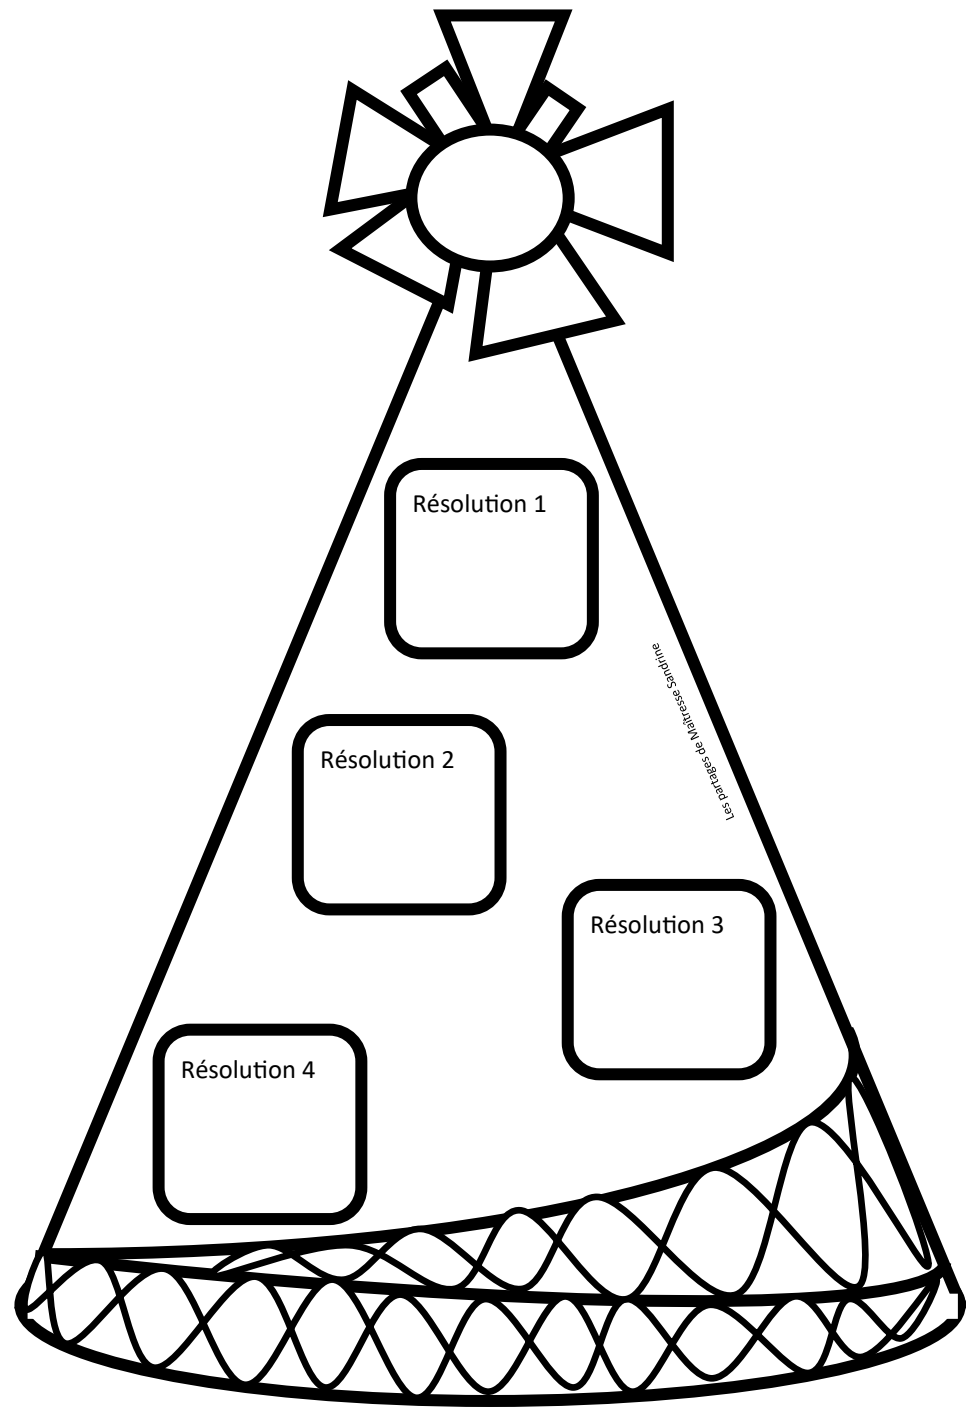 Résolution 1
Les partages de Maîtresse Sandrine
Résolution 2
Résolution 3
Résolution 4